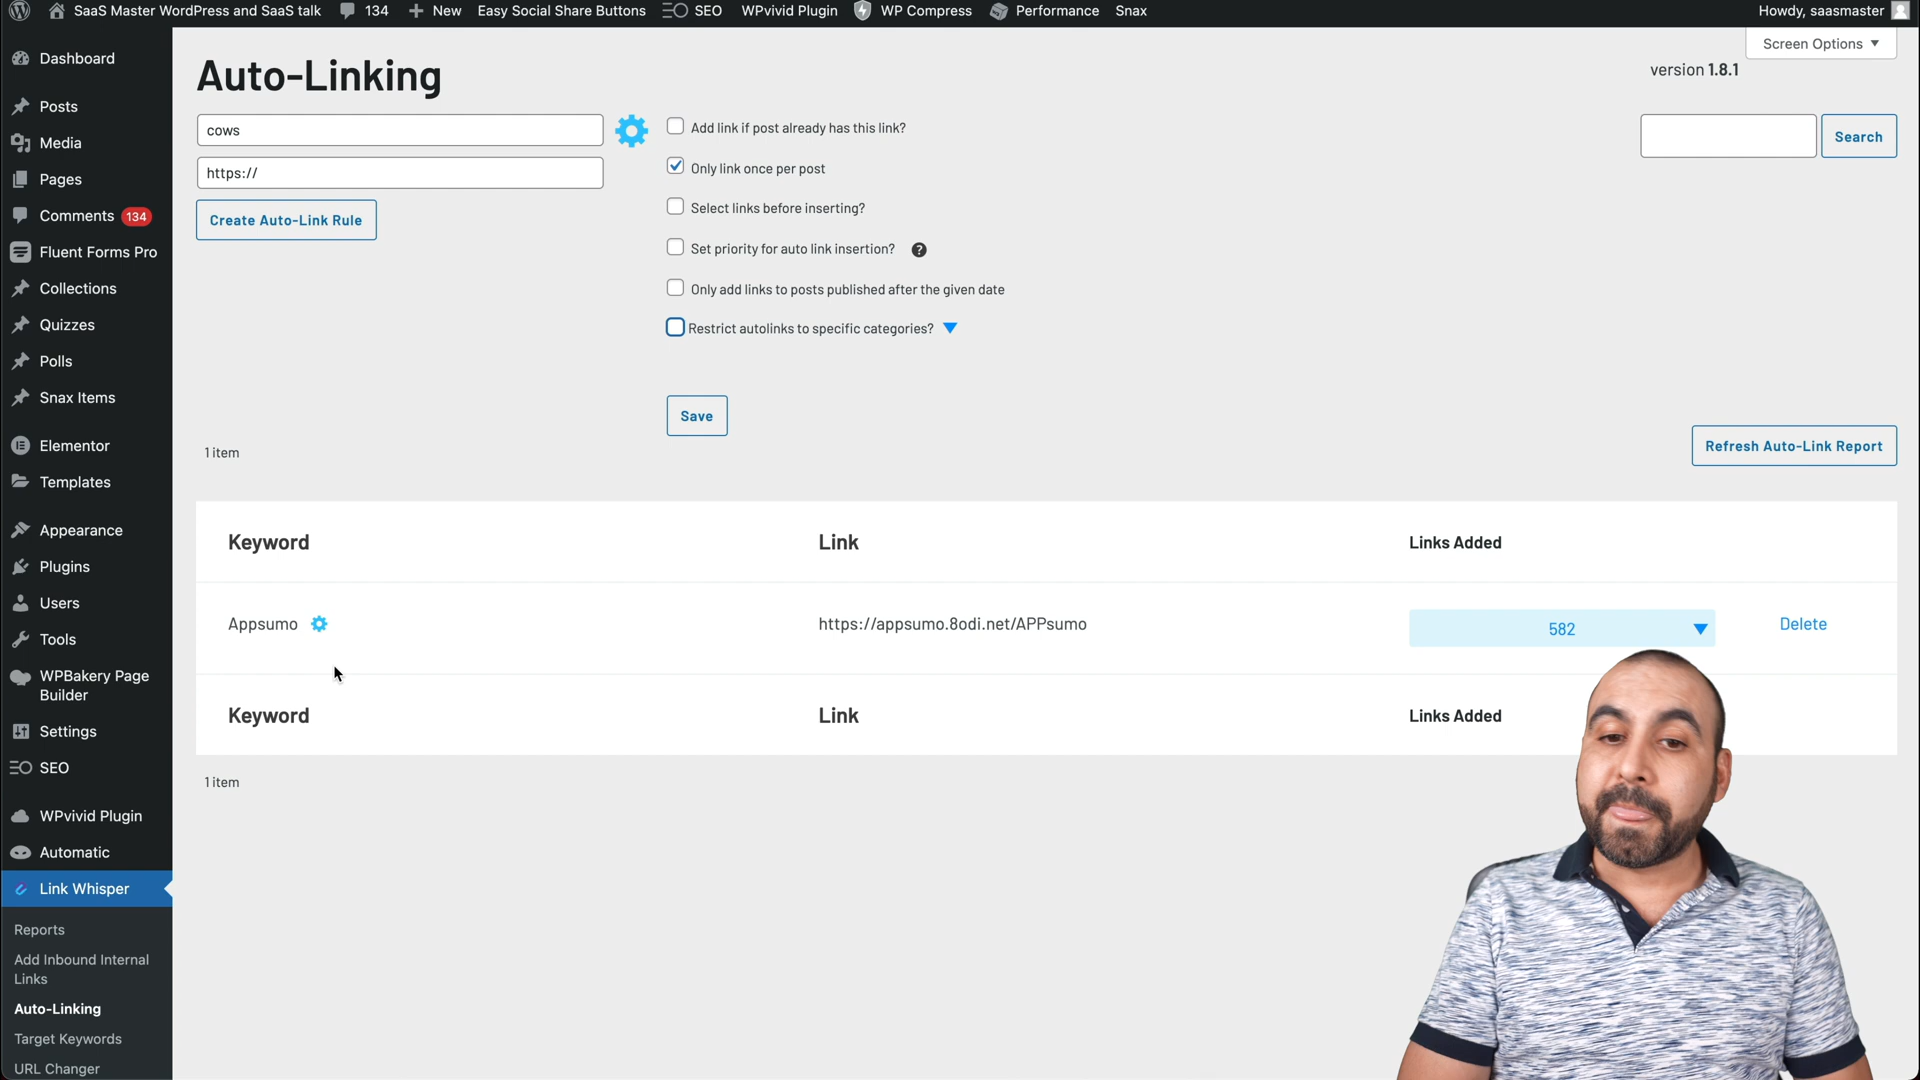 SaaS Master WordPress and SaaS talk 134 New Easy Social Share Buttons SEO WPvivid Plugin WP Compress Performance Snax Howdy, saasmaster
Screen Options ▼
Dashboard
Posts
Media
Pages
Comments 134
Fluent Forms Pro
Collections
Quizzes
Polls
Snax Items
Elementor
Templates
Appearance
Plugins
Users
Tools
WPBakery Page
Builder
Settings
SEO
WPvivid Plugin
Automatic
Link Whisper
Reports
Add Inbound Internal
Links
Auto-Linking
Target Keywords
URL Changer
Auto-Linking
version 1.8.1
cows
https://
Create Auto-Link Rule
Add link if post already has this link?
Only link once per post
Select links before inserting?
Set priority for auto link insertion? ?
Only add links to posts published after the given date
Restrict autolinks to specific categories? ▼
Save
Search
1 item
Refresh Auto-Link Report
Keyword Link Links Added
Appsumo https://appsumo.8odi.net/APPsumo 582 ▼ Delete
Keyword Link Links Added
1 item